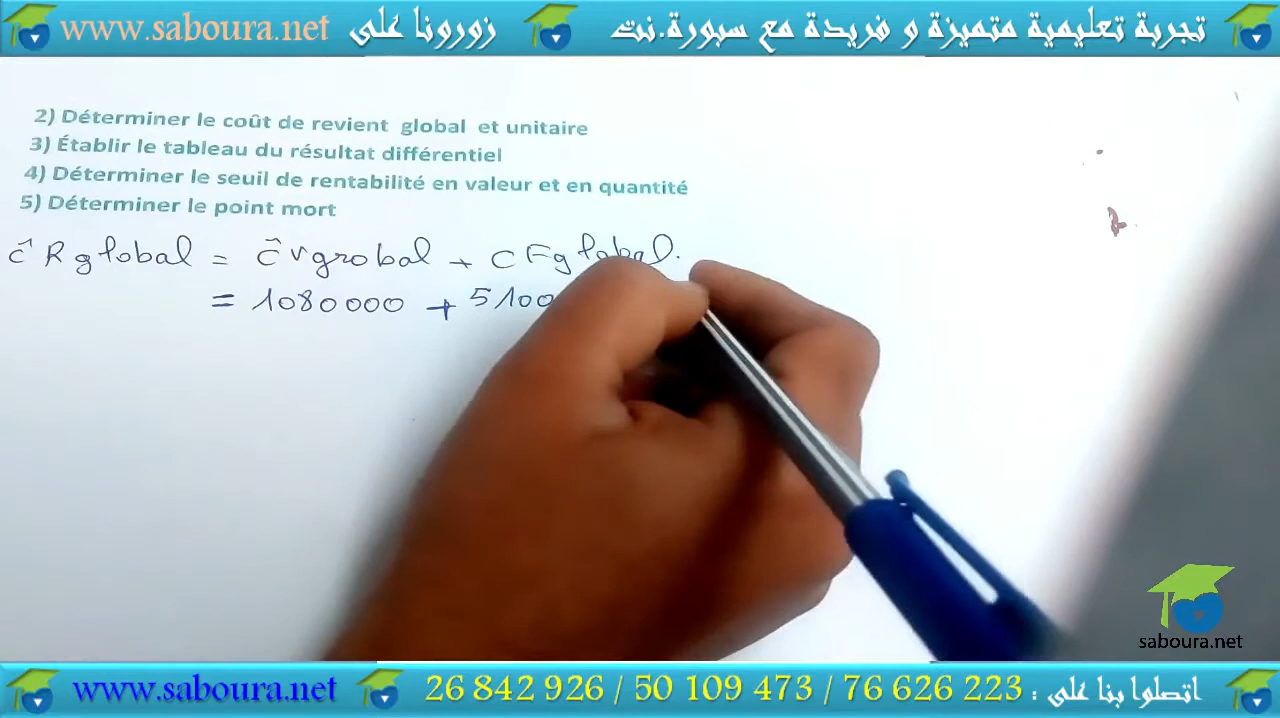 تجربة تعليمية متميزة و فريدة مع سبورة.نت زورونا على www.saboura.net
2) Déterminer le coût de revient global et unitaire
3) Établir le tableau du résultat différentiel
4) Déterminer le seuil de rentabilité en valeur et en quantité
5) Déterminer le point mort
ĉ R global = ĉ v grobal + C F global.
= 1080000 + 5100
saboura.net
اتصلوا بنا على : 26 842 926 / 50 109 473 / 76 626 223 www.saboura.net